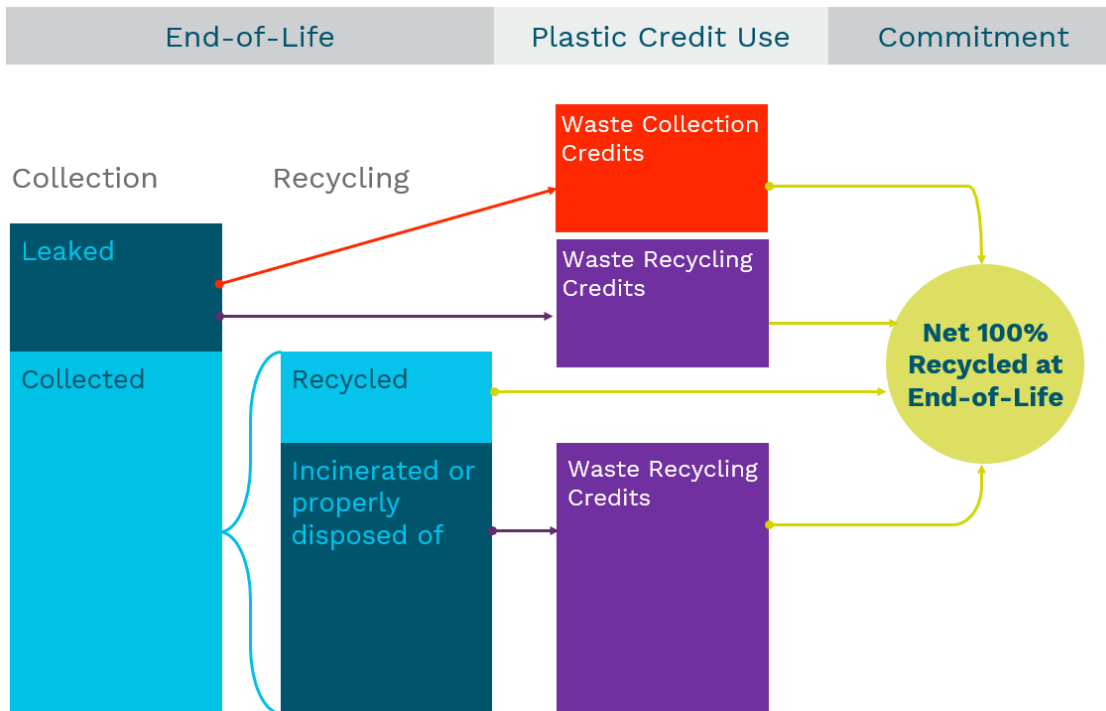 End-of-Life
Plastic Credit Use
Commitment
Collection
Recycling
Leaked
Collected
Recycled
Incinerated or
properly
disposed of
Waste Collection
Credits
Waste Recycling
Credits
Waste Recycling
Credits
Net 100%
Recycled at
End-of-Life